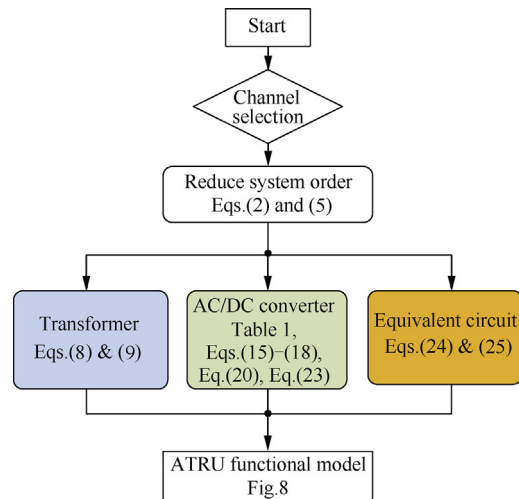 Start
Channel
selection
Reduce system order
Eqs.(2) and (5)
Transformer
Eqs.(8) & (9)
AC/DC converter
Table 1,
Eqs.(15)−(18),
Eq.(20), Eq.(23)
Equivalent circuit
Eqs.(24) & (25)
ATRU functional model
Fig.8